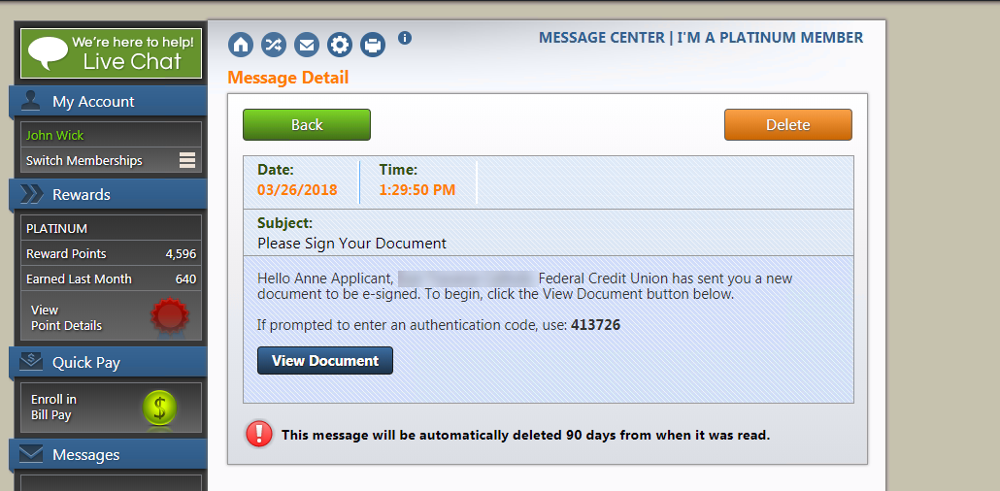 We're here to help!
Live Chat
MESSAGE CENTER | I'M A PLATINUM MEMBER
Message Detail
My Account
John Wick
Switch Memberships
Rewards
PLATINUM
Reward Points 4,596
Earned Last Month 640
View
Point Details
Quick Pay
Enroll in
Bill Pay
Messages
Back Delete
Date: Time:
03/26/2018 1:29:50 PM
Subject:
Please Sign Your Document
Hello Anne Applicant, Federal Credit Union has sent you a new
document to be e-signed. To begin, click the View Document button below.
If prompted to enter an authentication code, use: 413726
View Document
This message will be automatically deleted 90 days from when it was read.